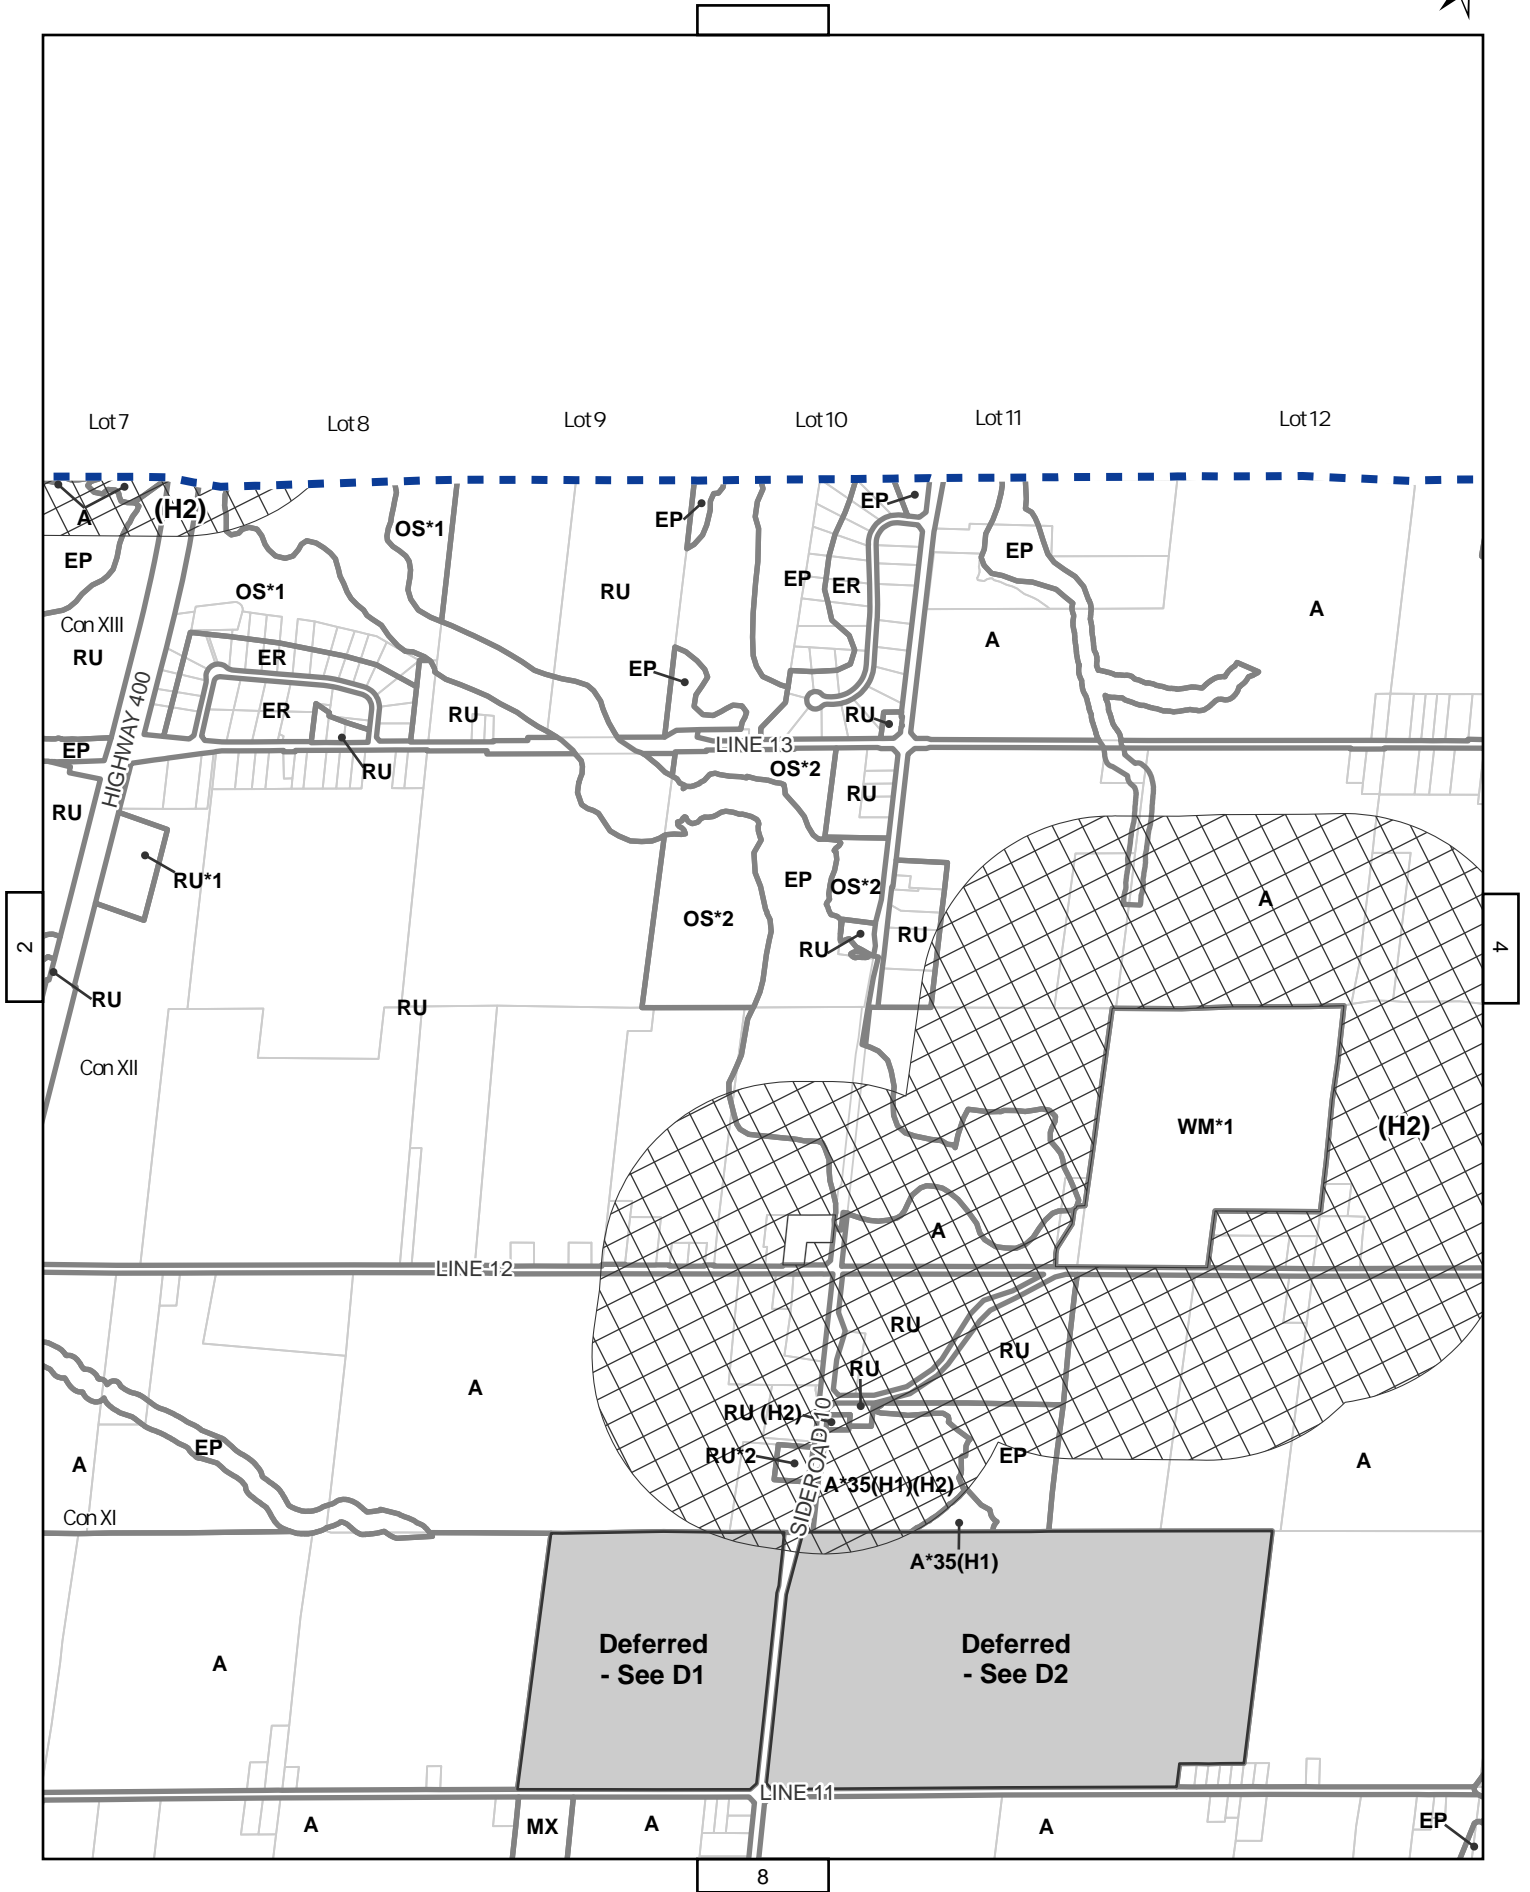 Lot 7
Lot 8
Lot 9
Lot 10
Lot 11
Lot 12
A
(H2)
OS*1
EP
EP
EP
EP
OS*1
RU
EP
ER
EP
A
A
Con XIII
RU
ER
EP
ER
RU
RU
EP
HIGHWAY 400
LINE 13
RU
OS*2
RU
RU
RU*1
EP
OS*2
A
OS*2
RU
RU
2
4
RU
RU
Con XII
WM*1
(H2)
A
LINE 12
RU
RU
RU
A
RU (H2)
SIDEROAD 10
EP
A
RU*2
EP
A
A*35(H1)(H2)
Con XI
A*35(H1)
Deferred
- See D1
Deferred
- See D2
A
LINE 11
A
MX
A
A
EP
8